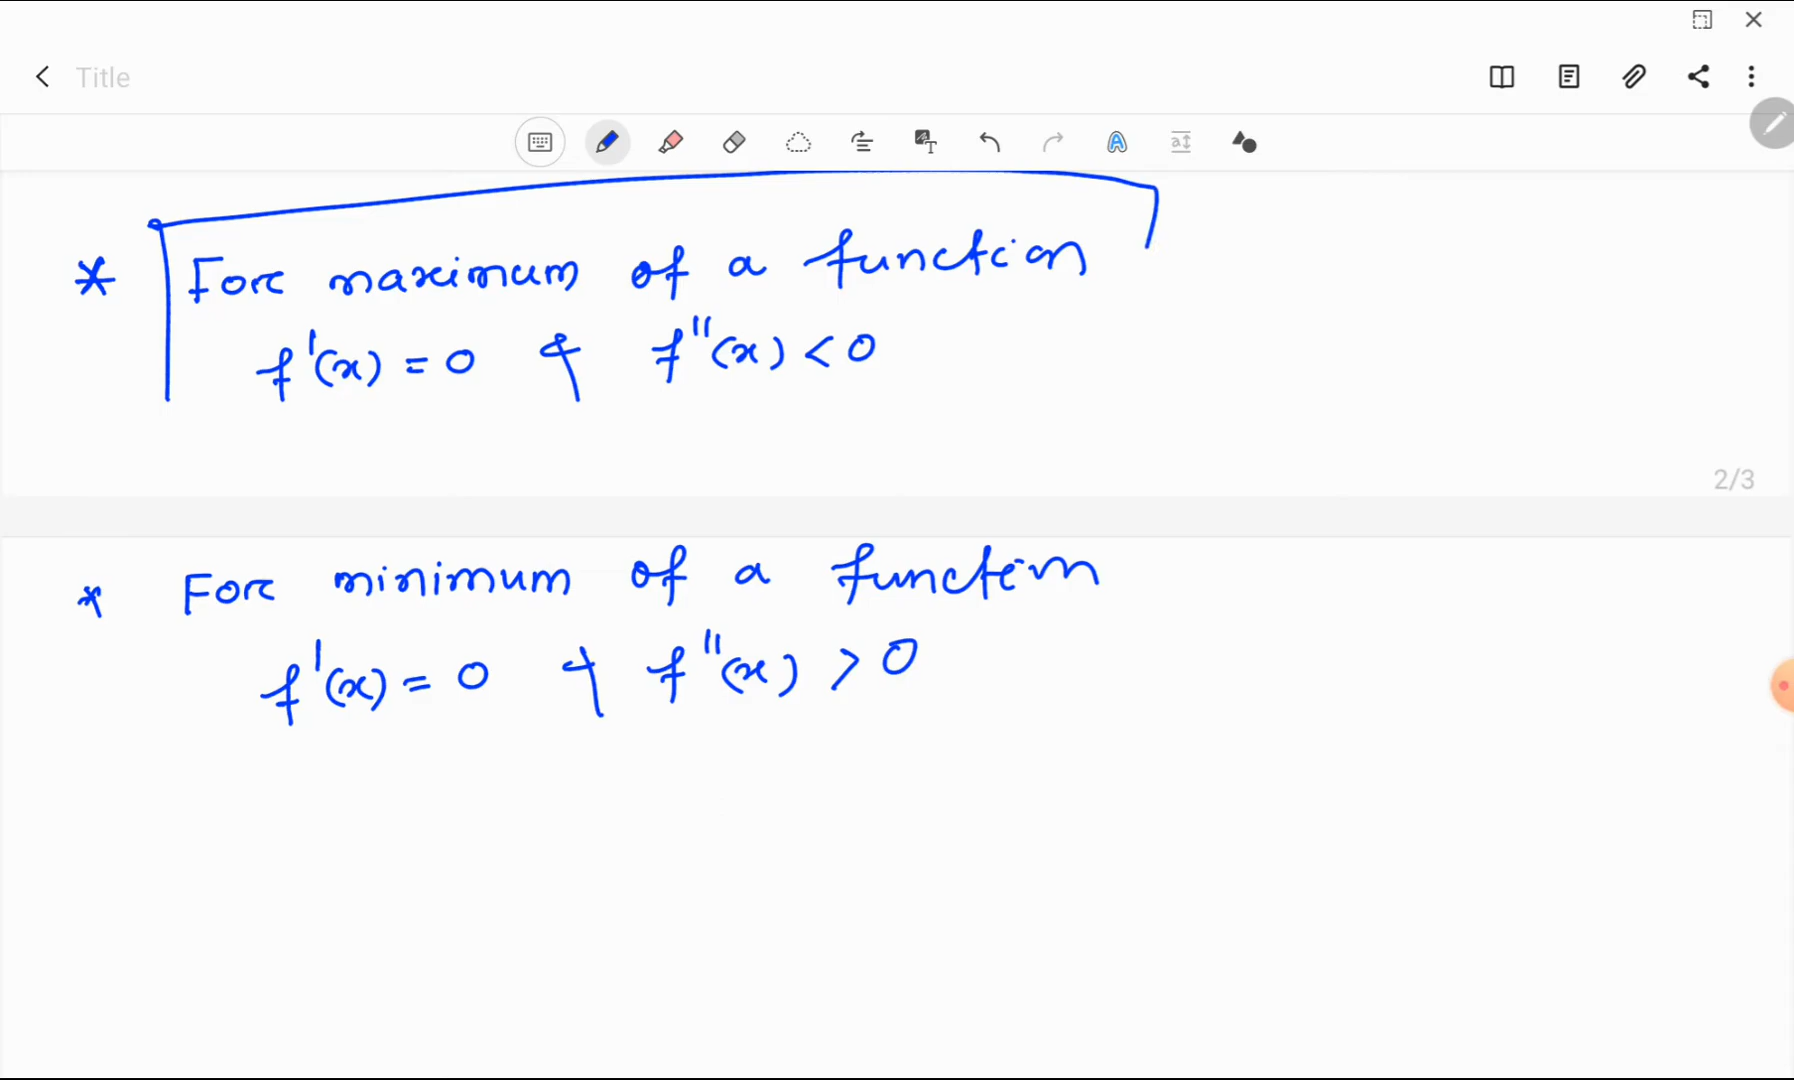 Title
* For maximum of a function
f'(x) = 0 & f''(x) < 0
2/3
* For minimum of a function
f'(x) = 0 & f''(x) > 0